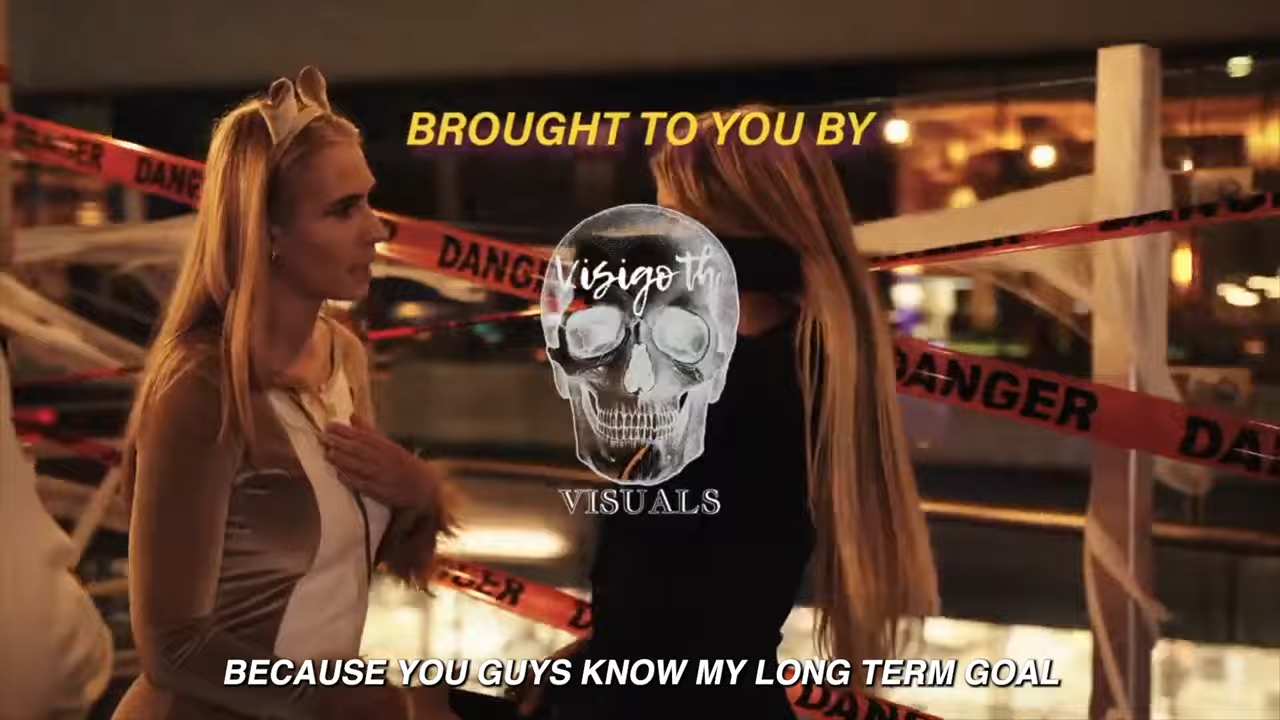 BROUGHT TO YOU BY
DANGER
DANGER
Visigoth
DANGER
VISUALS
BECAUSE YOU GUYS KNOW MY LONG TERM GOAL